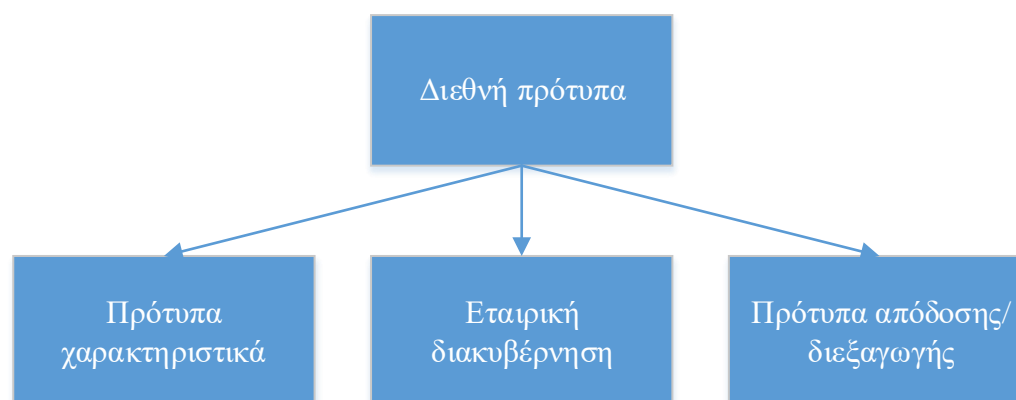 Διεθνή πρότυπα
Πρότυπα
χαρακτηριστικά
Εταιρική
διακυβέρνηση
Πρότυπα απόδοσης/
διεξαγωγής